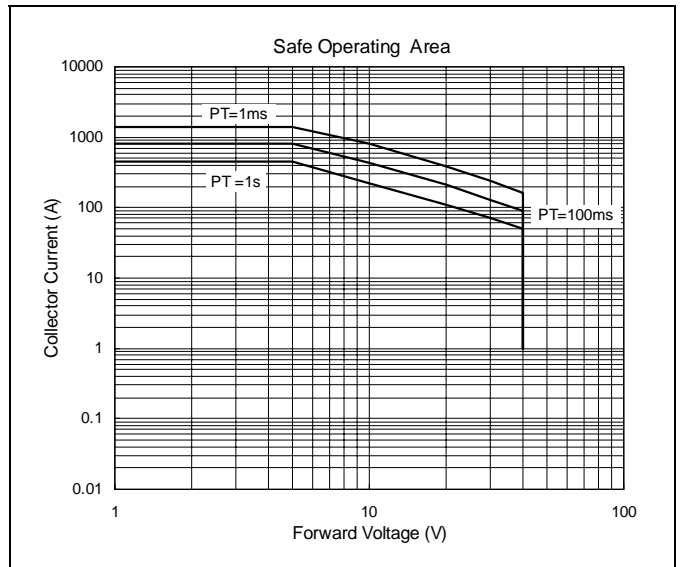 Safe Operating Area
10000
1000
100
10
1
0.1
0.01
Collector Current (A)
PT=1ms
PT =1s
PT=100ms
1
10
100
Forward Voltage (V)